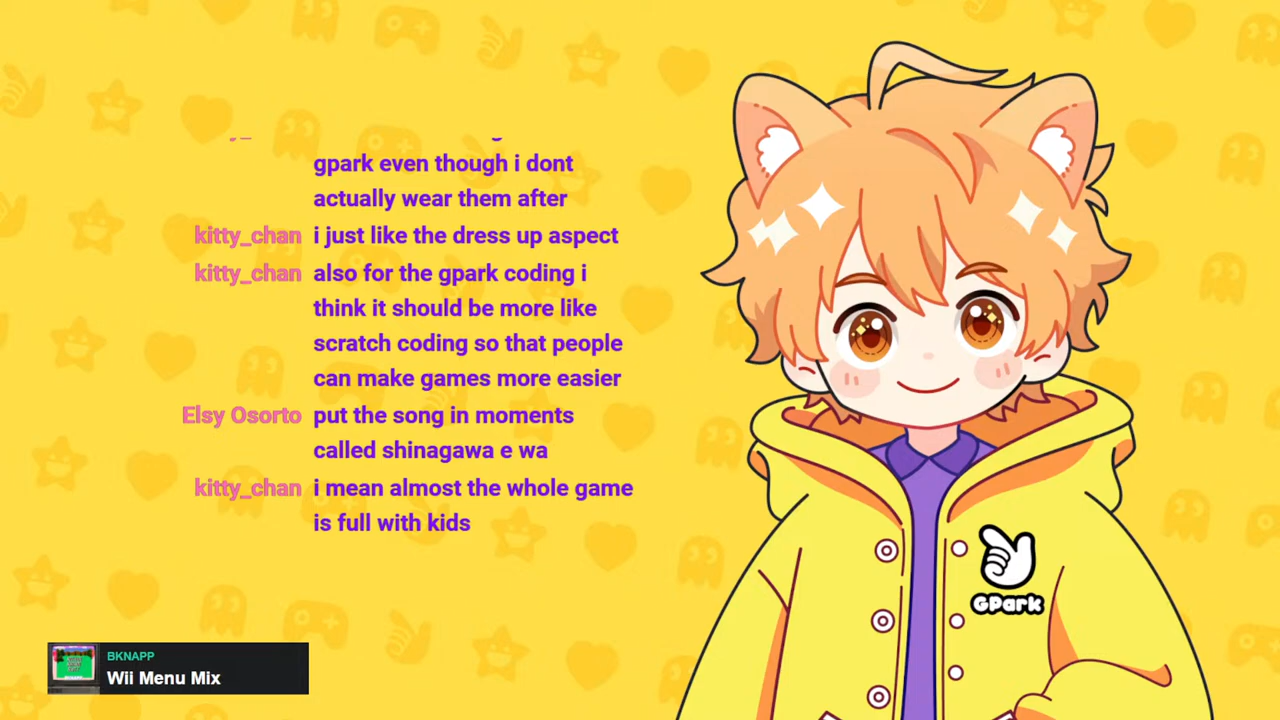 gpark even though i dont
actually wear them after
kitty_chan i just like the dress up aspect
kitty_chan also for the gpark coding i
think it should be more like
scratch coding so that people
can make games more easier
Elsy Osorto put the song in moments
called shinagawa e wa
kitty_chan i mean almost the whole game
is full with kids
GPark
BKNAPP
Wii Menu Mix